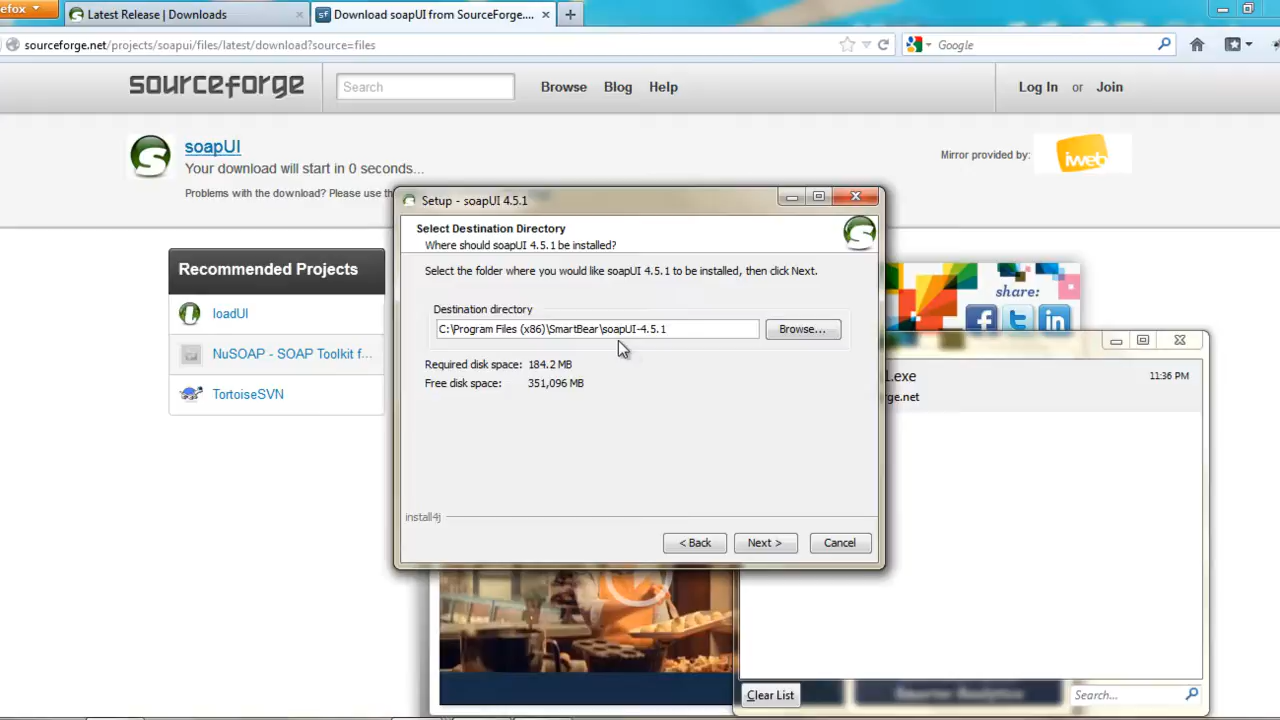 efox
Latest Release | Downloads
Download soapUI from SourceForge....
sourceforge.net/projects/soapui/files/latest/download?source=files
Google
sourceforge
Search
Browse
Blog
Help
Log In or Join
soapUI
Your download will start in 0 seconds...
Problems with the download? Please use the
Mirror provided by:
iweb
Recommended Projects
loadUI
NuSOAP - SOAP Toolkit f...
TortoiseSVN
Setup - soapUI 4.5.1
Select Destination Directory
Where should soapUI 4.5.1 be installed?
Select the folder where you would like soapUI 4.5.1 to be installed, then click Next.
Destination directory
C:\Program Files (x86)\SmartBear\soapUI-4.5.1
Browse...
Required disk space: 184.2 MB
Free disk space: 351,096 MB
install4j
< Back
Next >
Cancel
share:
1.exe
11:36 PM
rge.net
Clear List
Search...